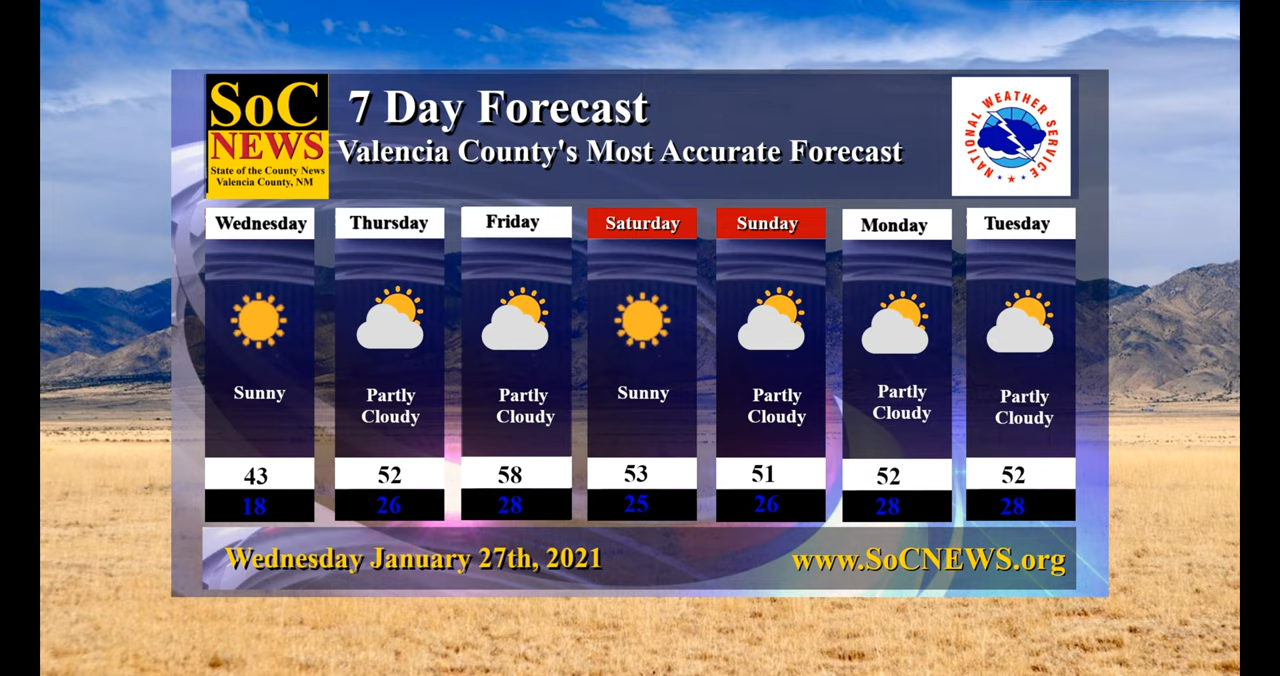 SoC
NEWS
State of the County News
Valencia County, NM
7 Day Forecast
Valencia County's Most Accurate Forecast
NATIONAL WEATHER SERVICE
Wednesday
Sunny
43
18
Thursday
Partly
Cloudy
52
26
Friday
Partly
Cloudy
58
28
Saturday
Sunny
53
25
Sunday
Partly
Cloudy
51
26
Monday
Partly
Cloudy
52
28
Tuesday
Partly
Cloudy
52
28
Wednesday January 27th, 2021
www.SoCNEWS.org